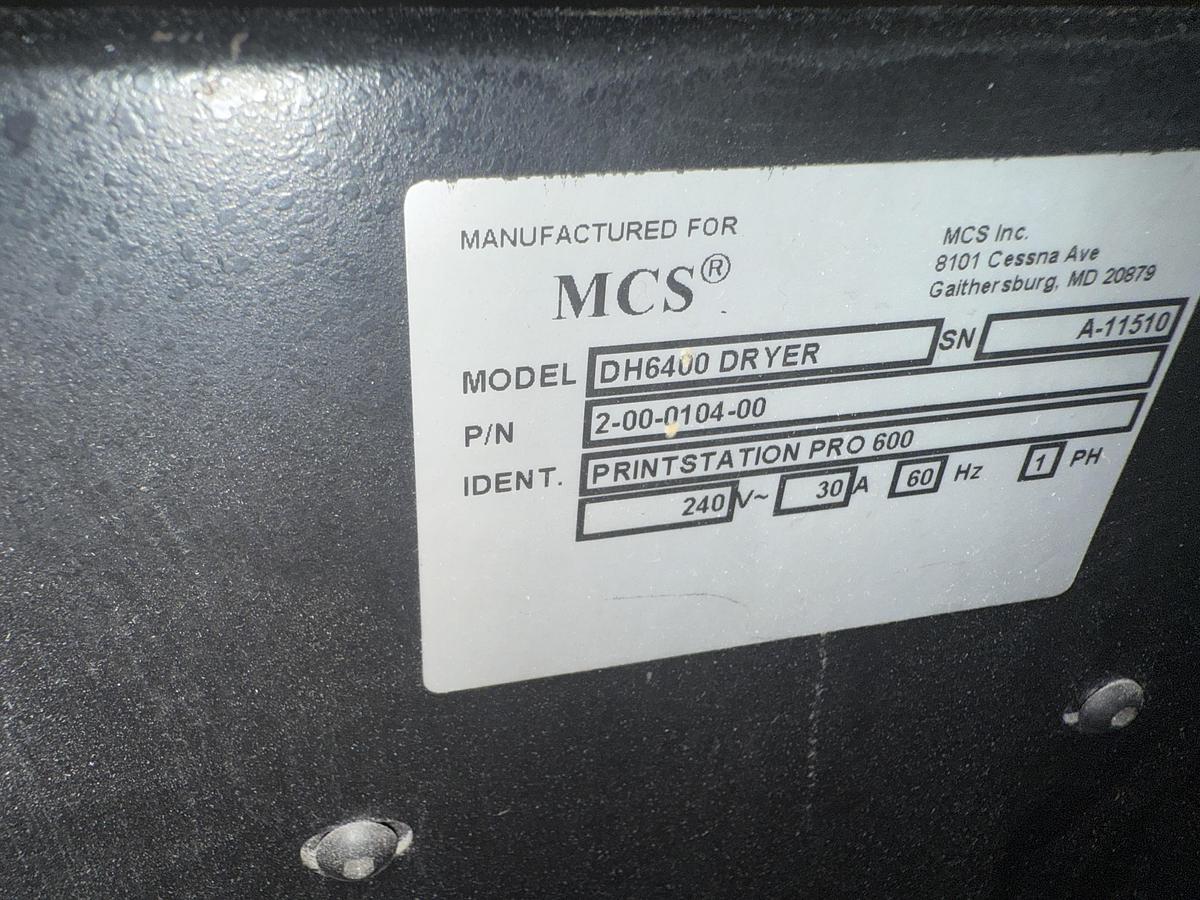 MANUFACTURED FOR
MCS®
MCS Inc.
8101 Cessna Ave
Gaithersburg, MD 20879
MODEL DH6400 DRYER SN A-11510
P/N 2-00-0104-00
IDENT. PRINTSTATION PRO 600
240 V~ 30 A 60 Hz 1 PH